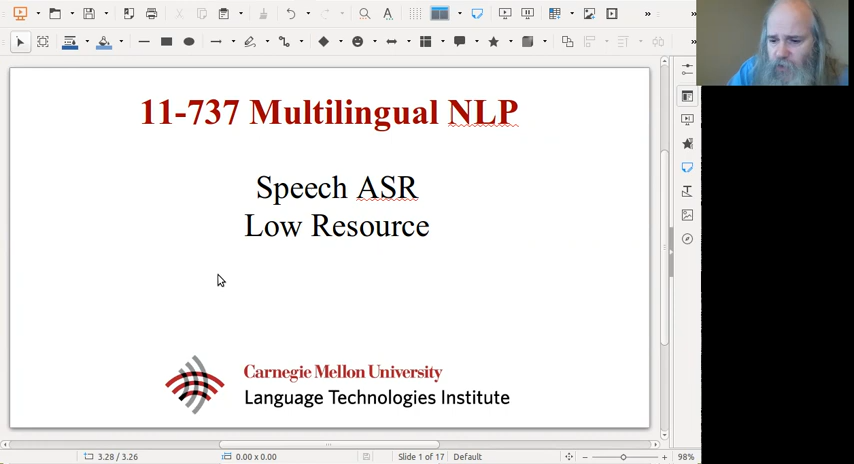 11-737 Multilingual NLP
Speech ASR
Low Resource
Carnegie Mellon University
Language Technologies Institute
3.28 / 3.26
0.00 x 0.00
Slide 1 of 17
Default
98%